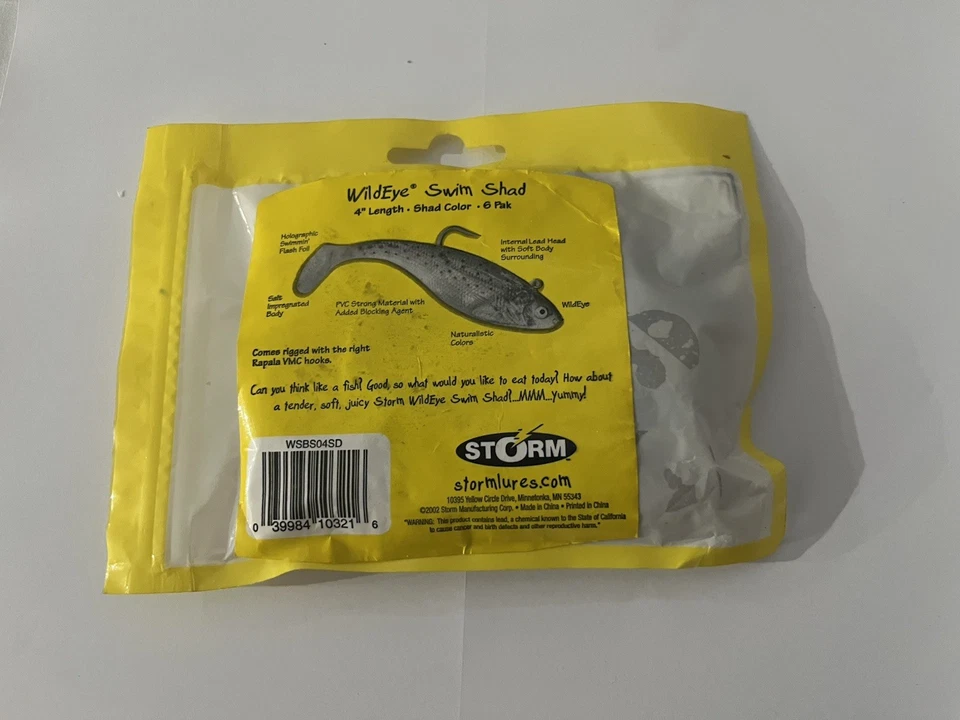 WildEye® Swim Shad
4" Length • Shad Color • 6 Pak
Holographic
Swimmin'
Flash Foil
Internal Lead Head
with Soft Body
Surrounding
Salt
Impregnated
Body
PVC Strong Material with
Added Blocking Agent
WildEye
Naturalistic
Colors
Comes rigged with the right
Rapala VMC hooks.
Can you think like a fish? Good, so what would you like to eat today? How about
a tender, soft, juicy Storm WildEye Swim Shad?...MMM...Yummy!
WSBS04SD
0 39984 10321 6
STORM™
stormlures.com
10395 Yellow Circle Drive, Minnetonka, MN 55343
©2002 Storm Manufacturing Corp. • Made in China • Printed in China
"WARNING: This product contains lead, a chemical known to the State of California
to cause cancer and birth defects and other reproductive harms."